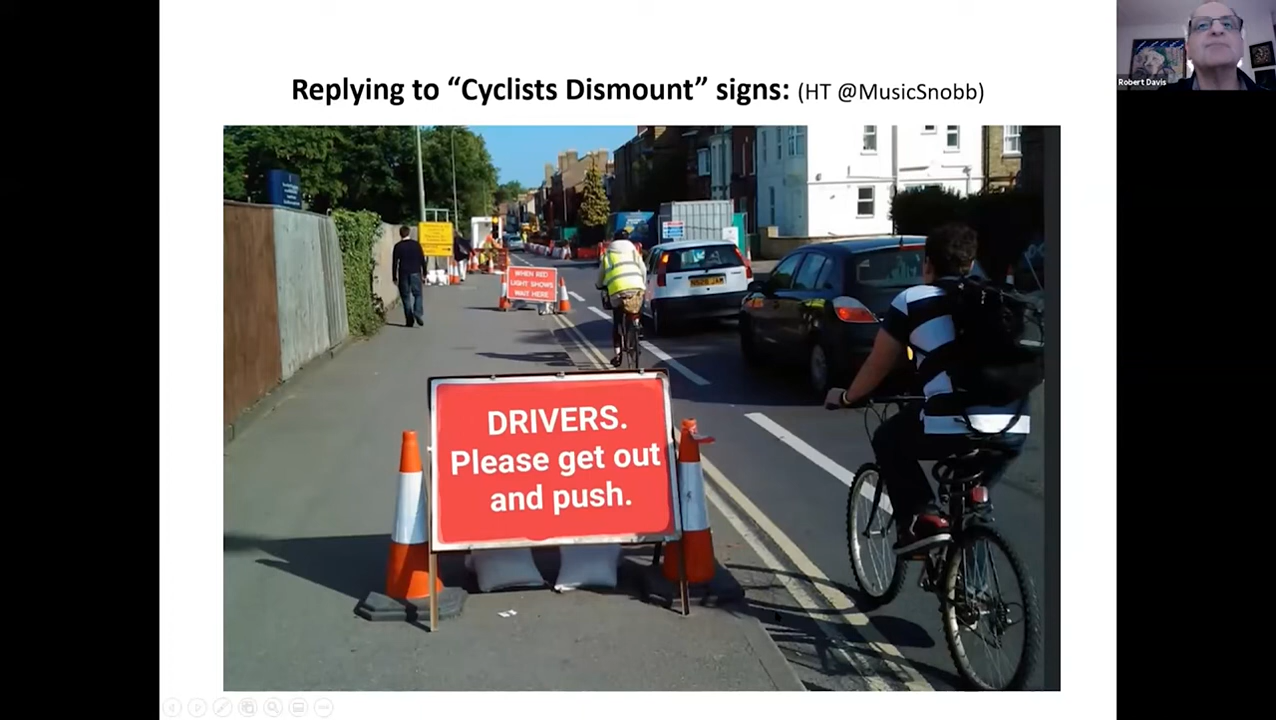 Replying to “Cyclists Dismount” signs: (HT @MusicSnobb)
Robert Davis
WHEN RED
LIGHT SHOWS
WAIT HERE
DRIVERS.
Please get out
and push.